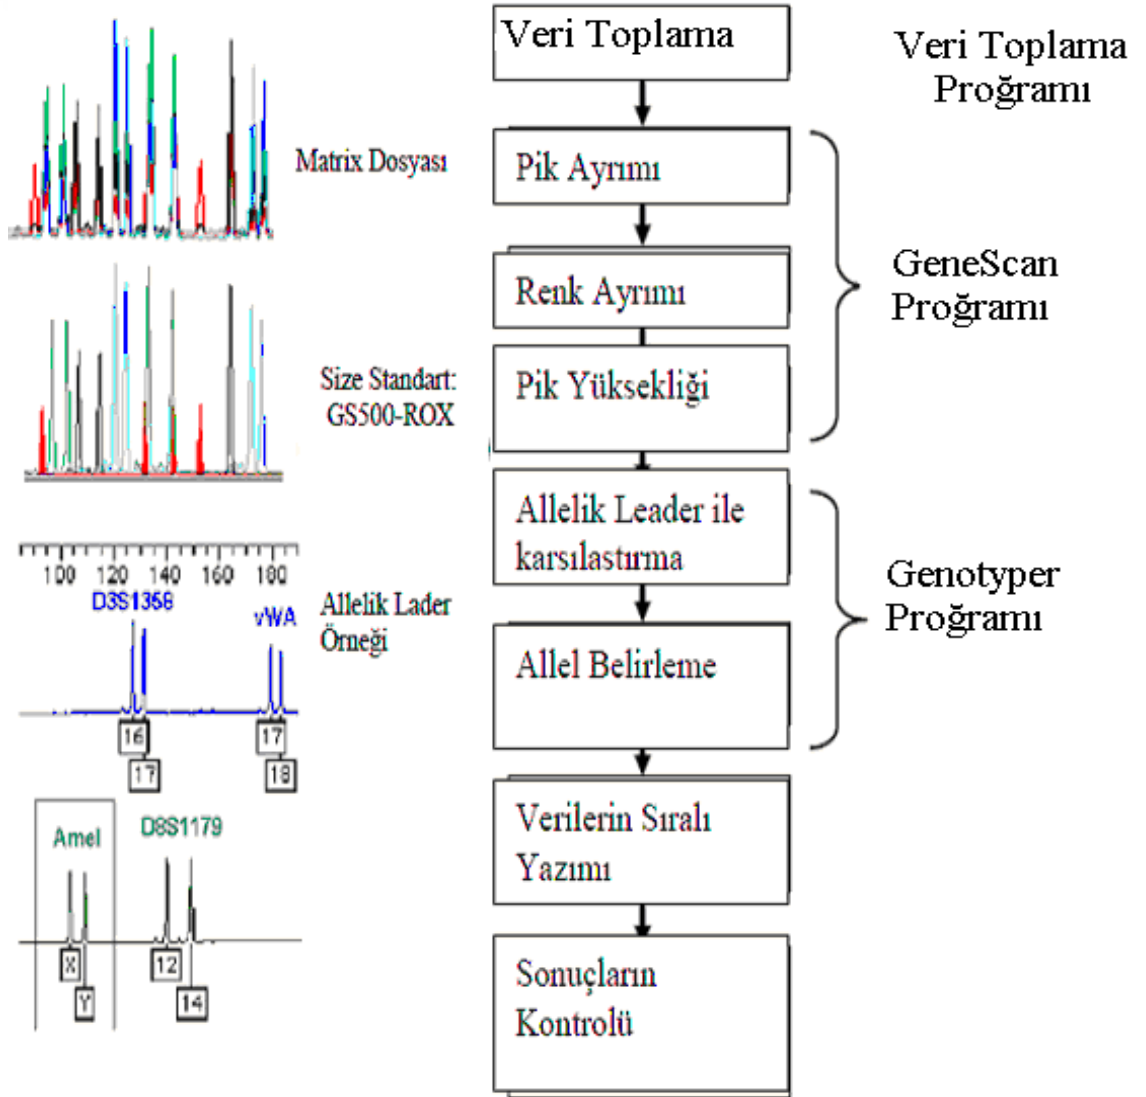 Veri Toplama
Veri Toplama
Proğramı
Matrix Dosyası
Pik Ayrımı
Renk Ayrımı
GeneScan
Proğramı
Size Standart:
GS500-ROX
Pik Yüksekliği
Allelik Leader ile
karsılastırma
Genotyper
Proğramı
100 120 140 160 180
D3S1358
vWA
Allelik Lader
Örneği
16
17
17
18
Allel Belirleme
Amel
D8S1179
X
Y
12
14
Verilerin Sıralı
Yazımı
Sonuçların
Kontrolü